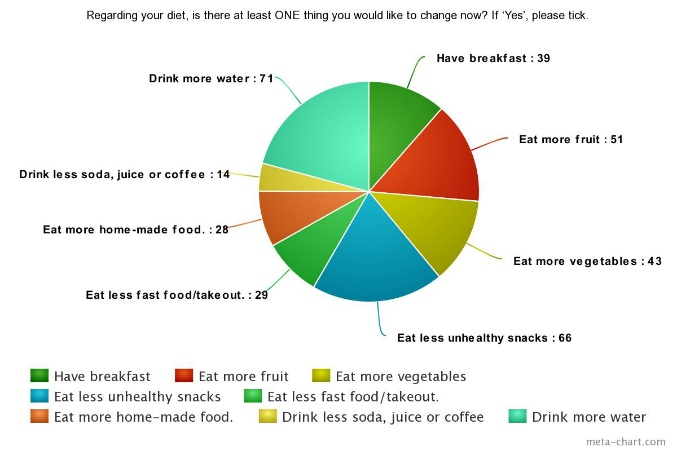 Regarding your diet, is there at least ONE thing you would like to change now? If ‘Yes’, please tick.
Have breakfast : 39
Drink more water : 71
Eat more fruit : 51
Drink less soda, juice or coffee : 14
Eat more home-made food. : 28
Eat more vegetables : 43
Eat less fast food/takeout. : 29
Eat less unhealthy snacks : 66
Have breakfast Eat more fruit Eat more vegetables
Eat less unhealthy snacks Eat less fast food/takeout.
Eat more home-made food. Drink less soda, juice or coffee Drink more water
meta-chart.com